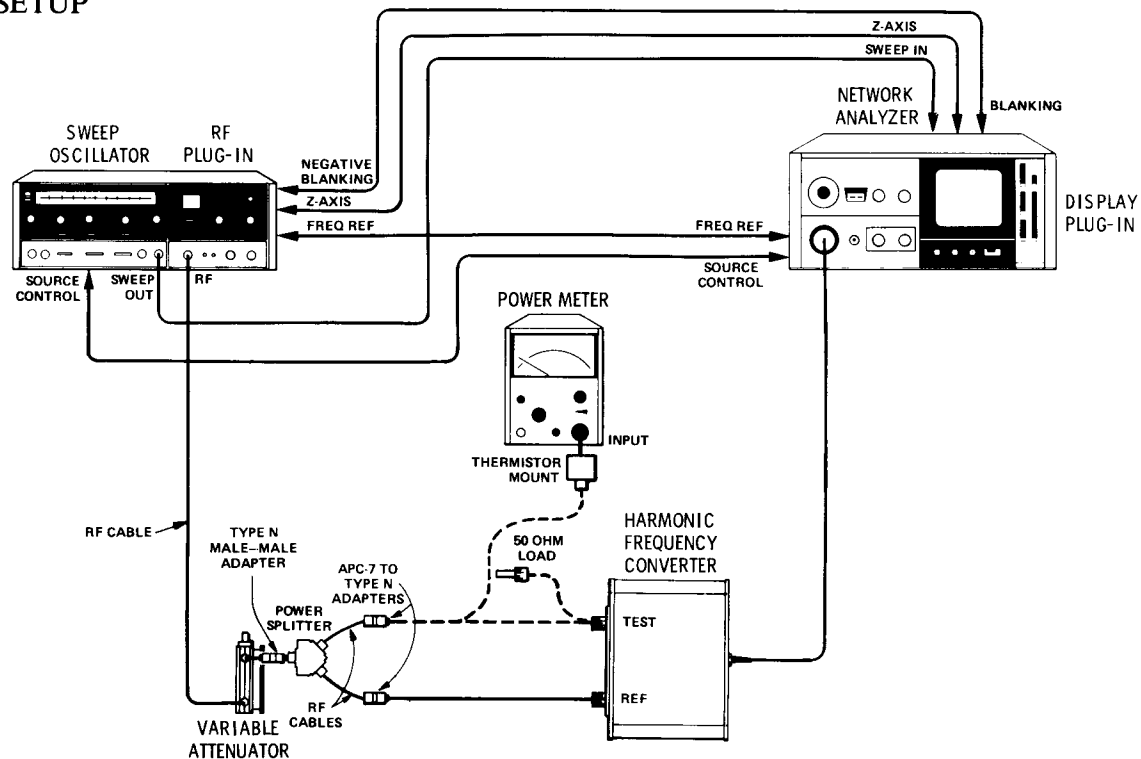 SETUP
Z-AXIS
SWEEP IN
NETWORK
ANALYZER
BLANKING
SWEEP
OSCILLATOR
RF
PLUG-IN
NEGATIVE
BLANKING
Z-AXIS
FREQ REF
FREQ REF
DISPLAY
PLUG-IN
SOURCE
CONTROL
SWEEP
OUT
RF
SOURCE
CONTROL
POWER METER
INPUT
THERMISTOR
MOUNT
RF CABLE
TYPE N
MALE-MALE
ADAPTER
50 OHM
LOAD
HARMONIC
FREQUENCY
CONVERTER
APC-7 TO
TYPE N
ADAPTERS
POWER
SPLITTER
TEST
REF
RF
CABLES
VARIABLE
ATTENUATOR